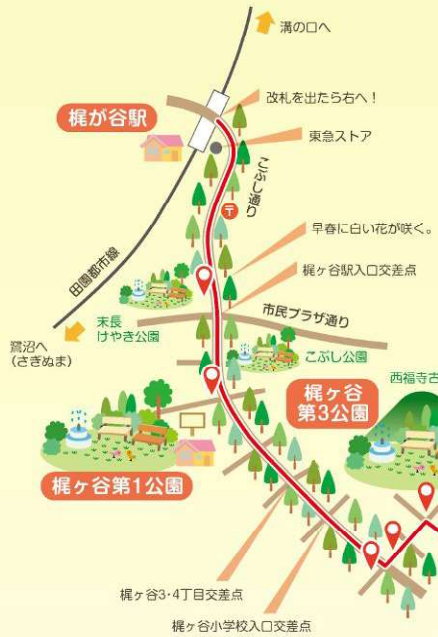 溝の口へ
改札を出たら右へ！
梶が谷駅
東急ストア
こぶし通り
〒
早春に白い花が咲く。
田園都市線
梶ヶ谷駅入口交差点
末長
けやき公園
市民プラザ通り
鷺沼へ
（さぎぬま）
こぶし公園
西福寺古
梶ヶ谷
第3公園
梶ヶ谷第1公園
梶ヶ谷3・4丁目交差点
梶ヶ谷小学校入口交差点